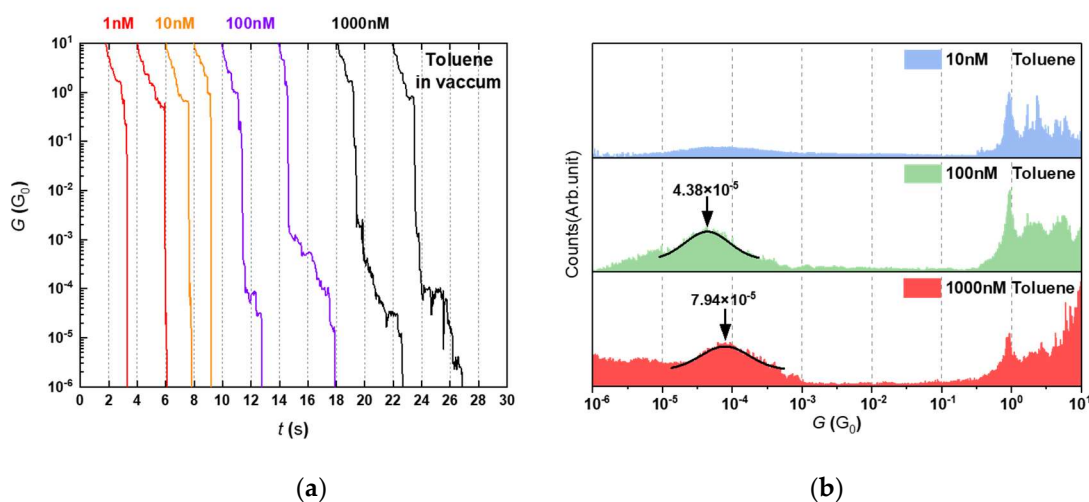 1nM 10nM 100nM 1000nM
Toluene
in vaccum
10¹
10⁰
10⁻¹
10⁻²
10⁻³
10⁻⁴
10⁻⁵
10⁻⁶
G (G₀)
0 2 4 6 8 10 12 14 16 18 20 22 24 26 28 30
t (s)
(a)
10nM Toluene
100nM Toluene
4.38×10⁻⁵
1000nM Toluene
7.94×10⁻⁵
Counts(Arb.unit)
10⁻⁶ 10⁻⁵ 10⁻⁴ 10⁻³ 10⁻² 10⁻¹ 10⁰ 10¹
G (G₀)
(b)